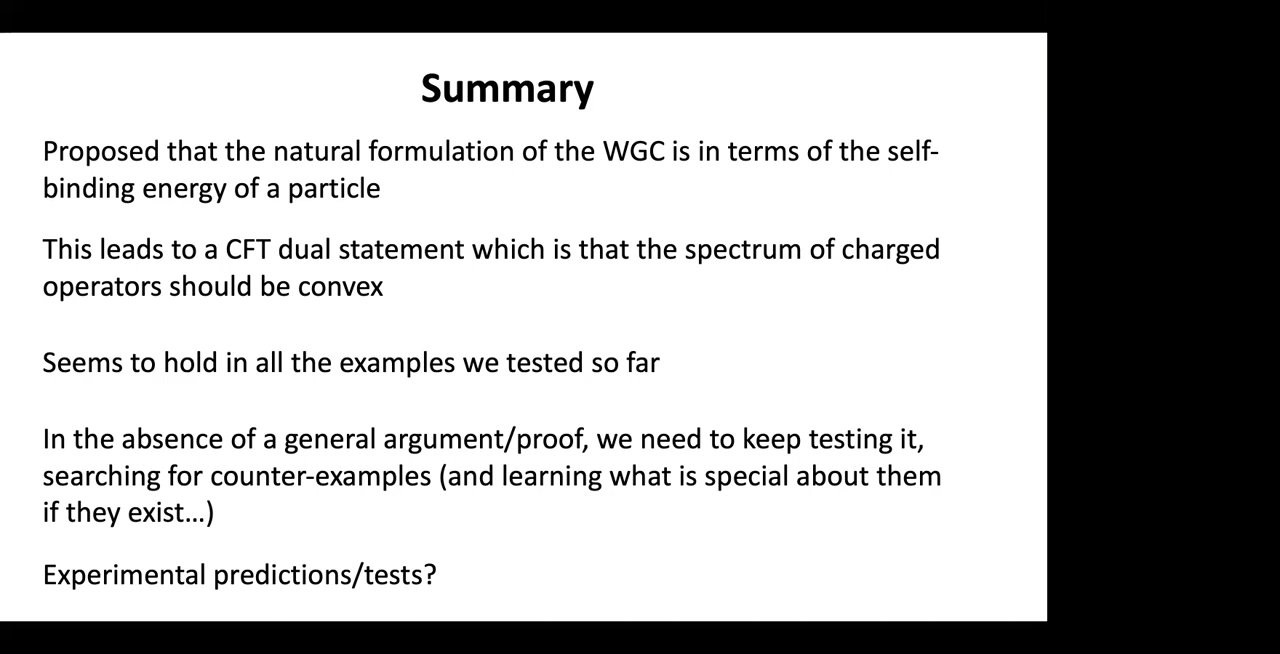 Summary
Proposed that the natural formulation of the WGC is in terms of the self-
binding energy of a particle
This leads to a CFT dual statement which is that the spectrum of charged
operators should be convex
Seems to hold in all the examples we tested so far
In the absence of a general argument/proof, we need to keep testing it,
searching for counter-examples (and learning what is special about them
if they exist…)
Experimental predictions/tests?